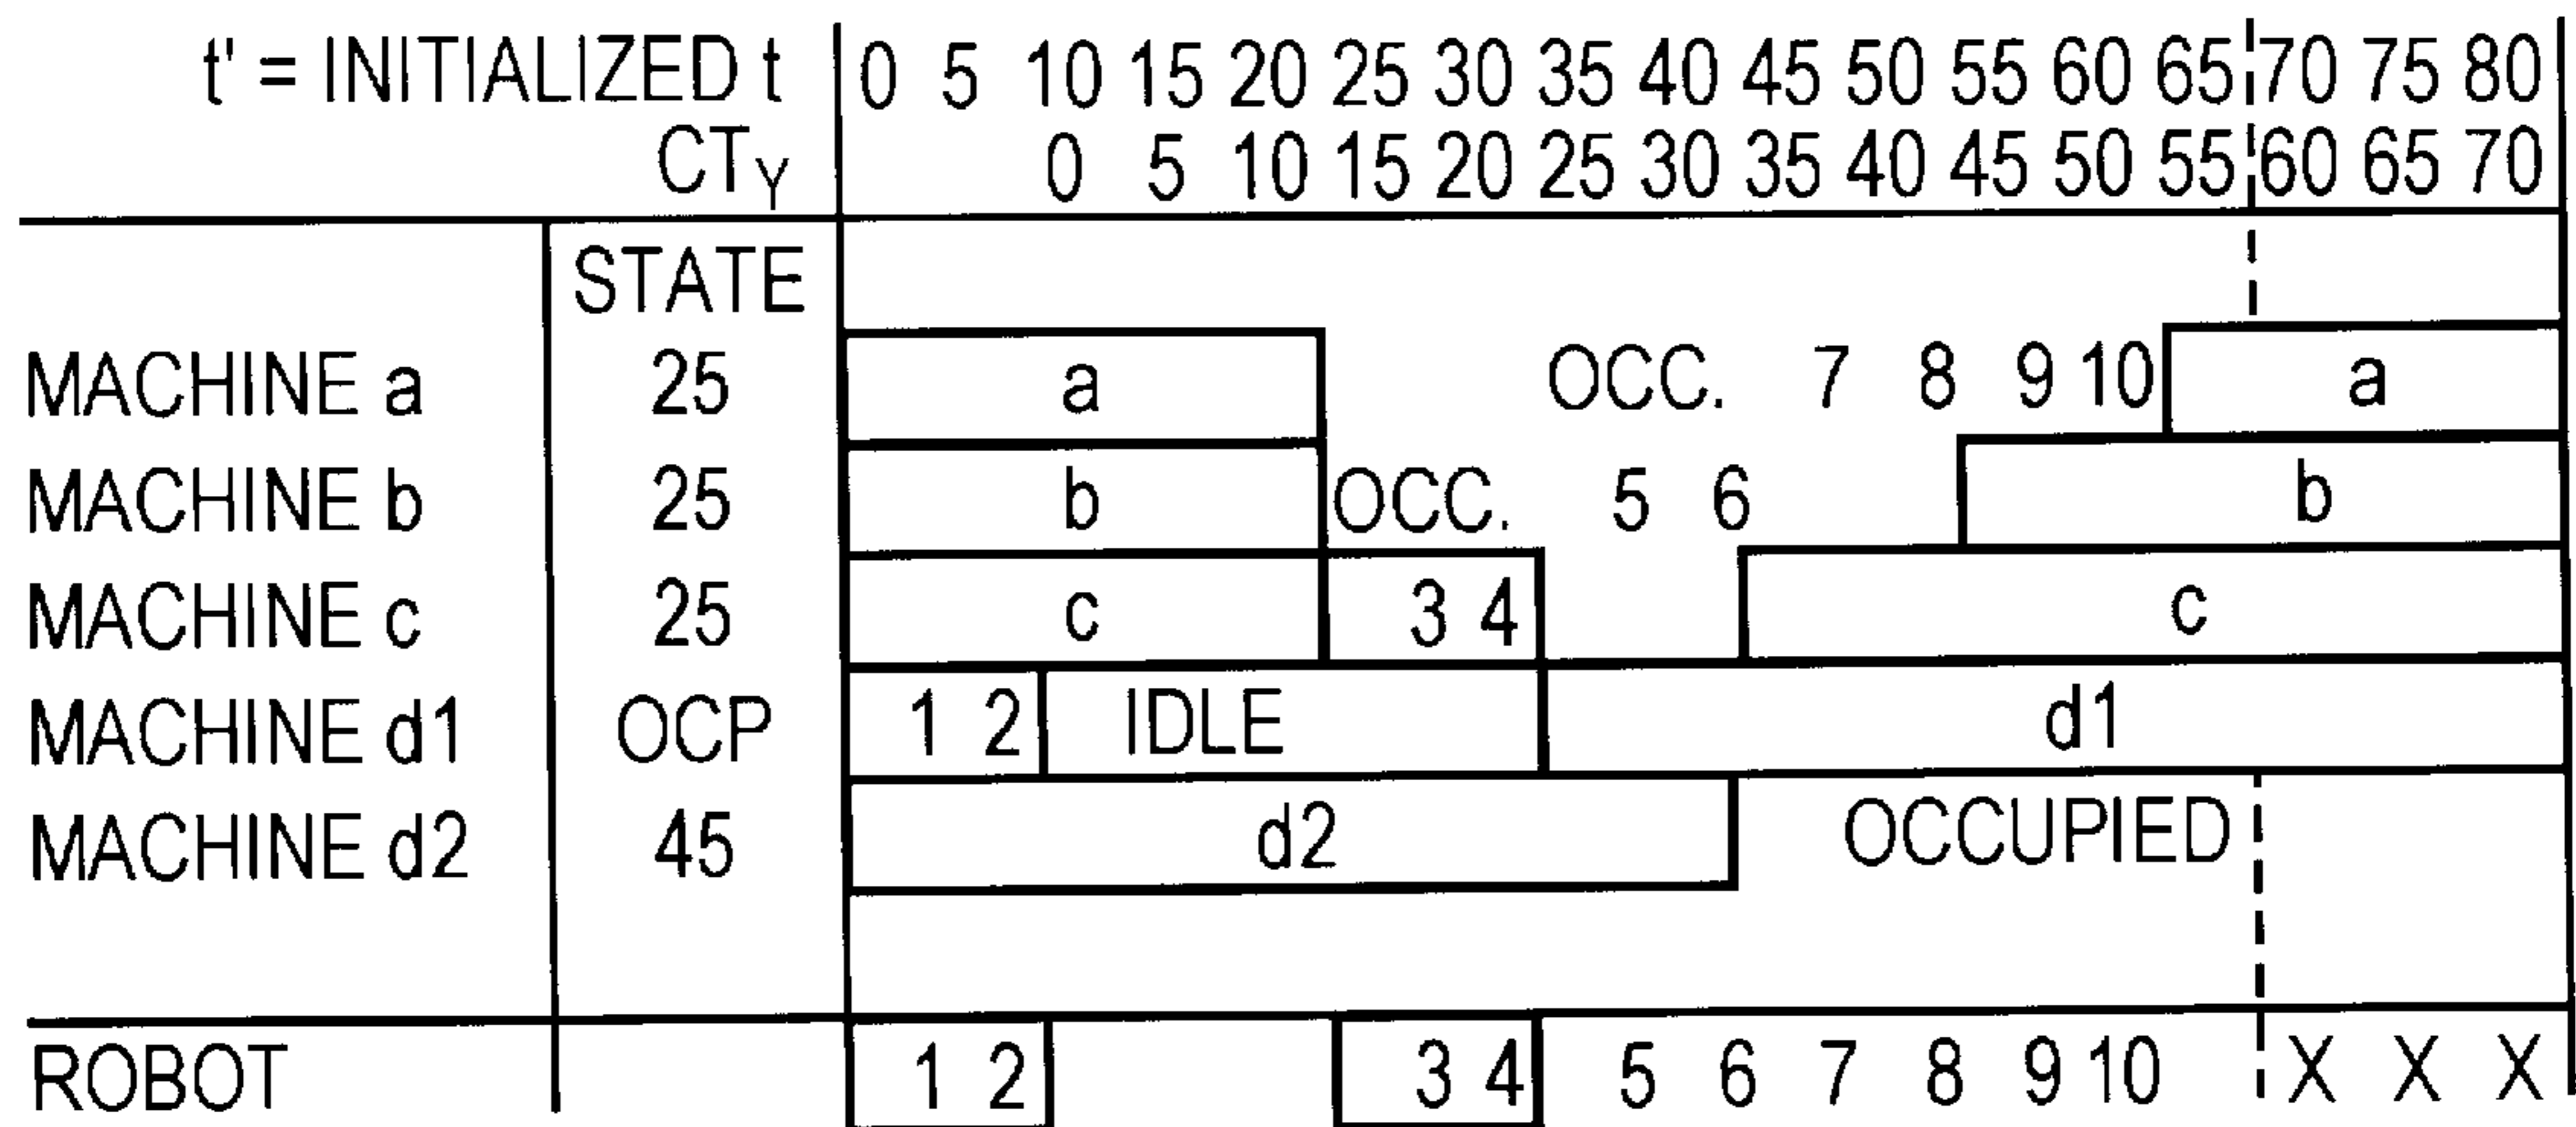 t' = INITIALIZED t 0 5 10 15 20 25 30 35 40 45 50 55 60 65 70 75 80
CTY 0 5 10 15 20 25 30 35 40 45 50 55 60 65 70
STATE
MACHINE a 25 a OCC. 7 8 9 10 a
MACHINE b 25 b OCC. 5 6 b
MACHINE c 25 c 3 4 c
MACHINE d1 OCP 1 2 IDLE d1
MACHINE d2 45 d2 OCCUPIED
ROBOT 1 2 3 4 5 6 7 8 9 10 X X X